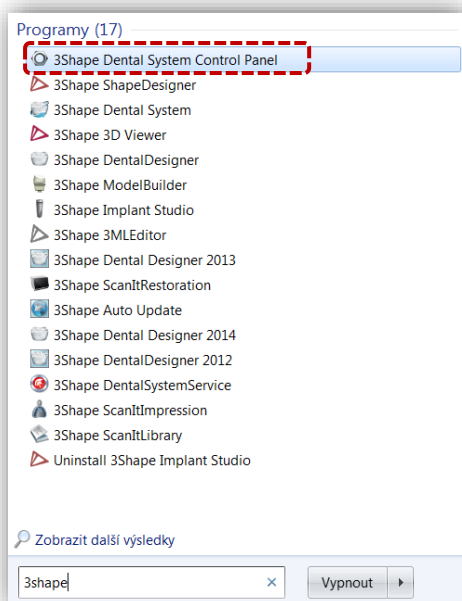 Programy (17)
3Shape Dental System Control Panel
3Shape ShapeDesigner
3Shape Dental System
3Shape 3D Viewer
3Shape DentalDesigner
3Shape ModelBuilder
3Shape Implant Studio
3Shape 3MLEditor
3Shape Dental Designer 2013
3Shape ScanItRestoration
3Shape Auto Update
3Shape Dental Designer 2014
3Shape DentalDesigner 2012
3Shape DentalSystemService
3Shape ScanItImpression
3Shape ScanItLibrary
Uninstall 3Shape Implant Studio
Zobrazit další výsledky
3shape
Vypnout